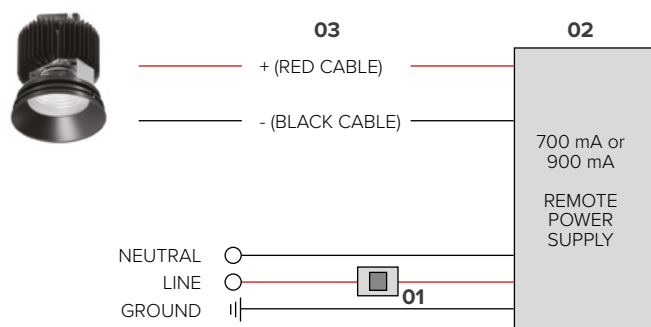 03
02
+ (RED CABLE)
- (BLACK CABLE)
700 mA or
900 mA
REMOTE
POWER
SUPPLY
NEUTRAL
LINE
01
GROUND